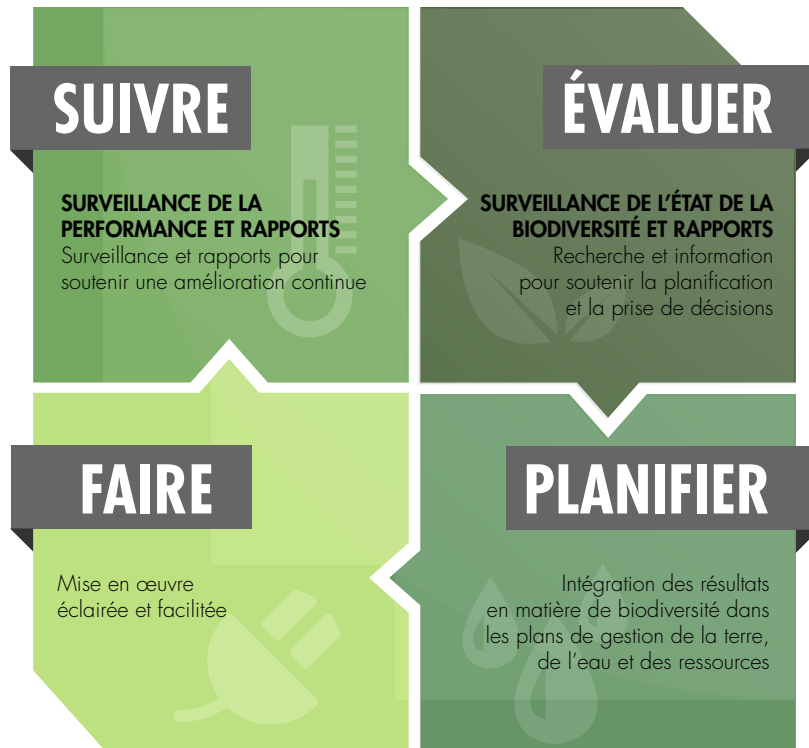 SUIVRE
SURVEILLANCE DE LA
PERFORMANCE ET RAPPORTS
Surveillance et rapports pour
soutenir une amélioration continue
ÉVALUER
SURVEILLANCE DE L'ÉTAT DE LA
BIODIVERSITÉ ET RAPPORTS
Recherche et information
pour soutenir la planification
et la prise de décisions
FAIRE
Mise en œuvre
éclairée et facilitée
PLANIFIER
Intégration des résultats
en matière de biodiversité dans
les plans de gestion de la terre,
de l'eau et des ressources